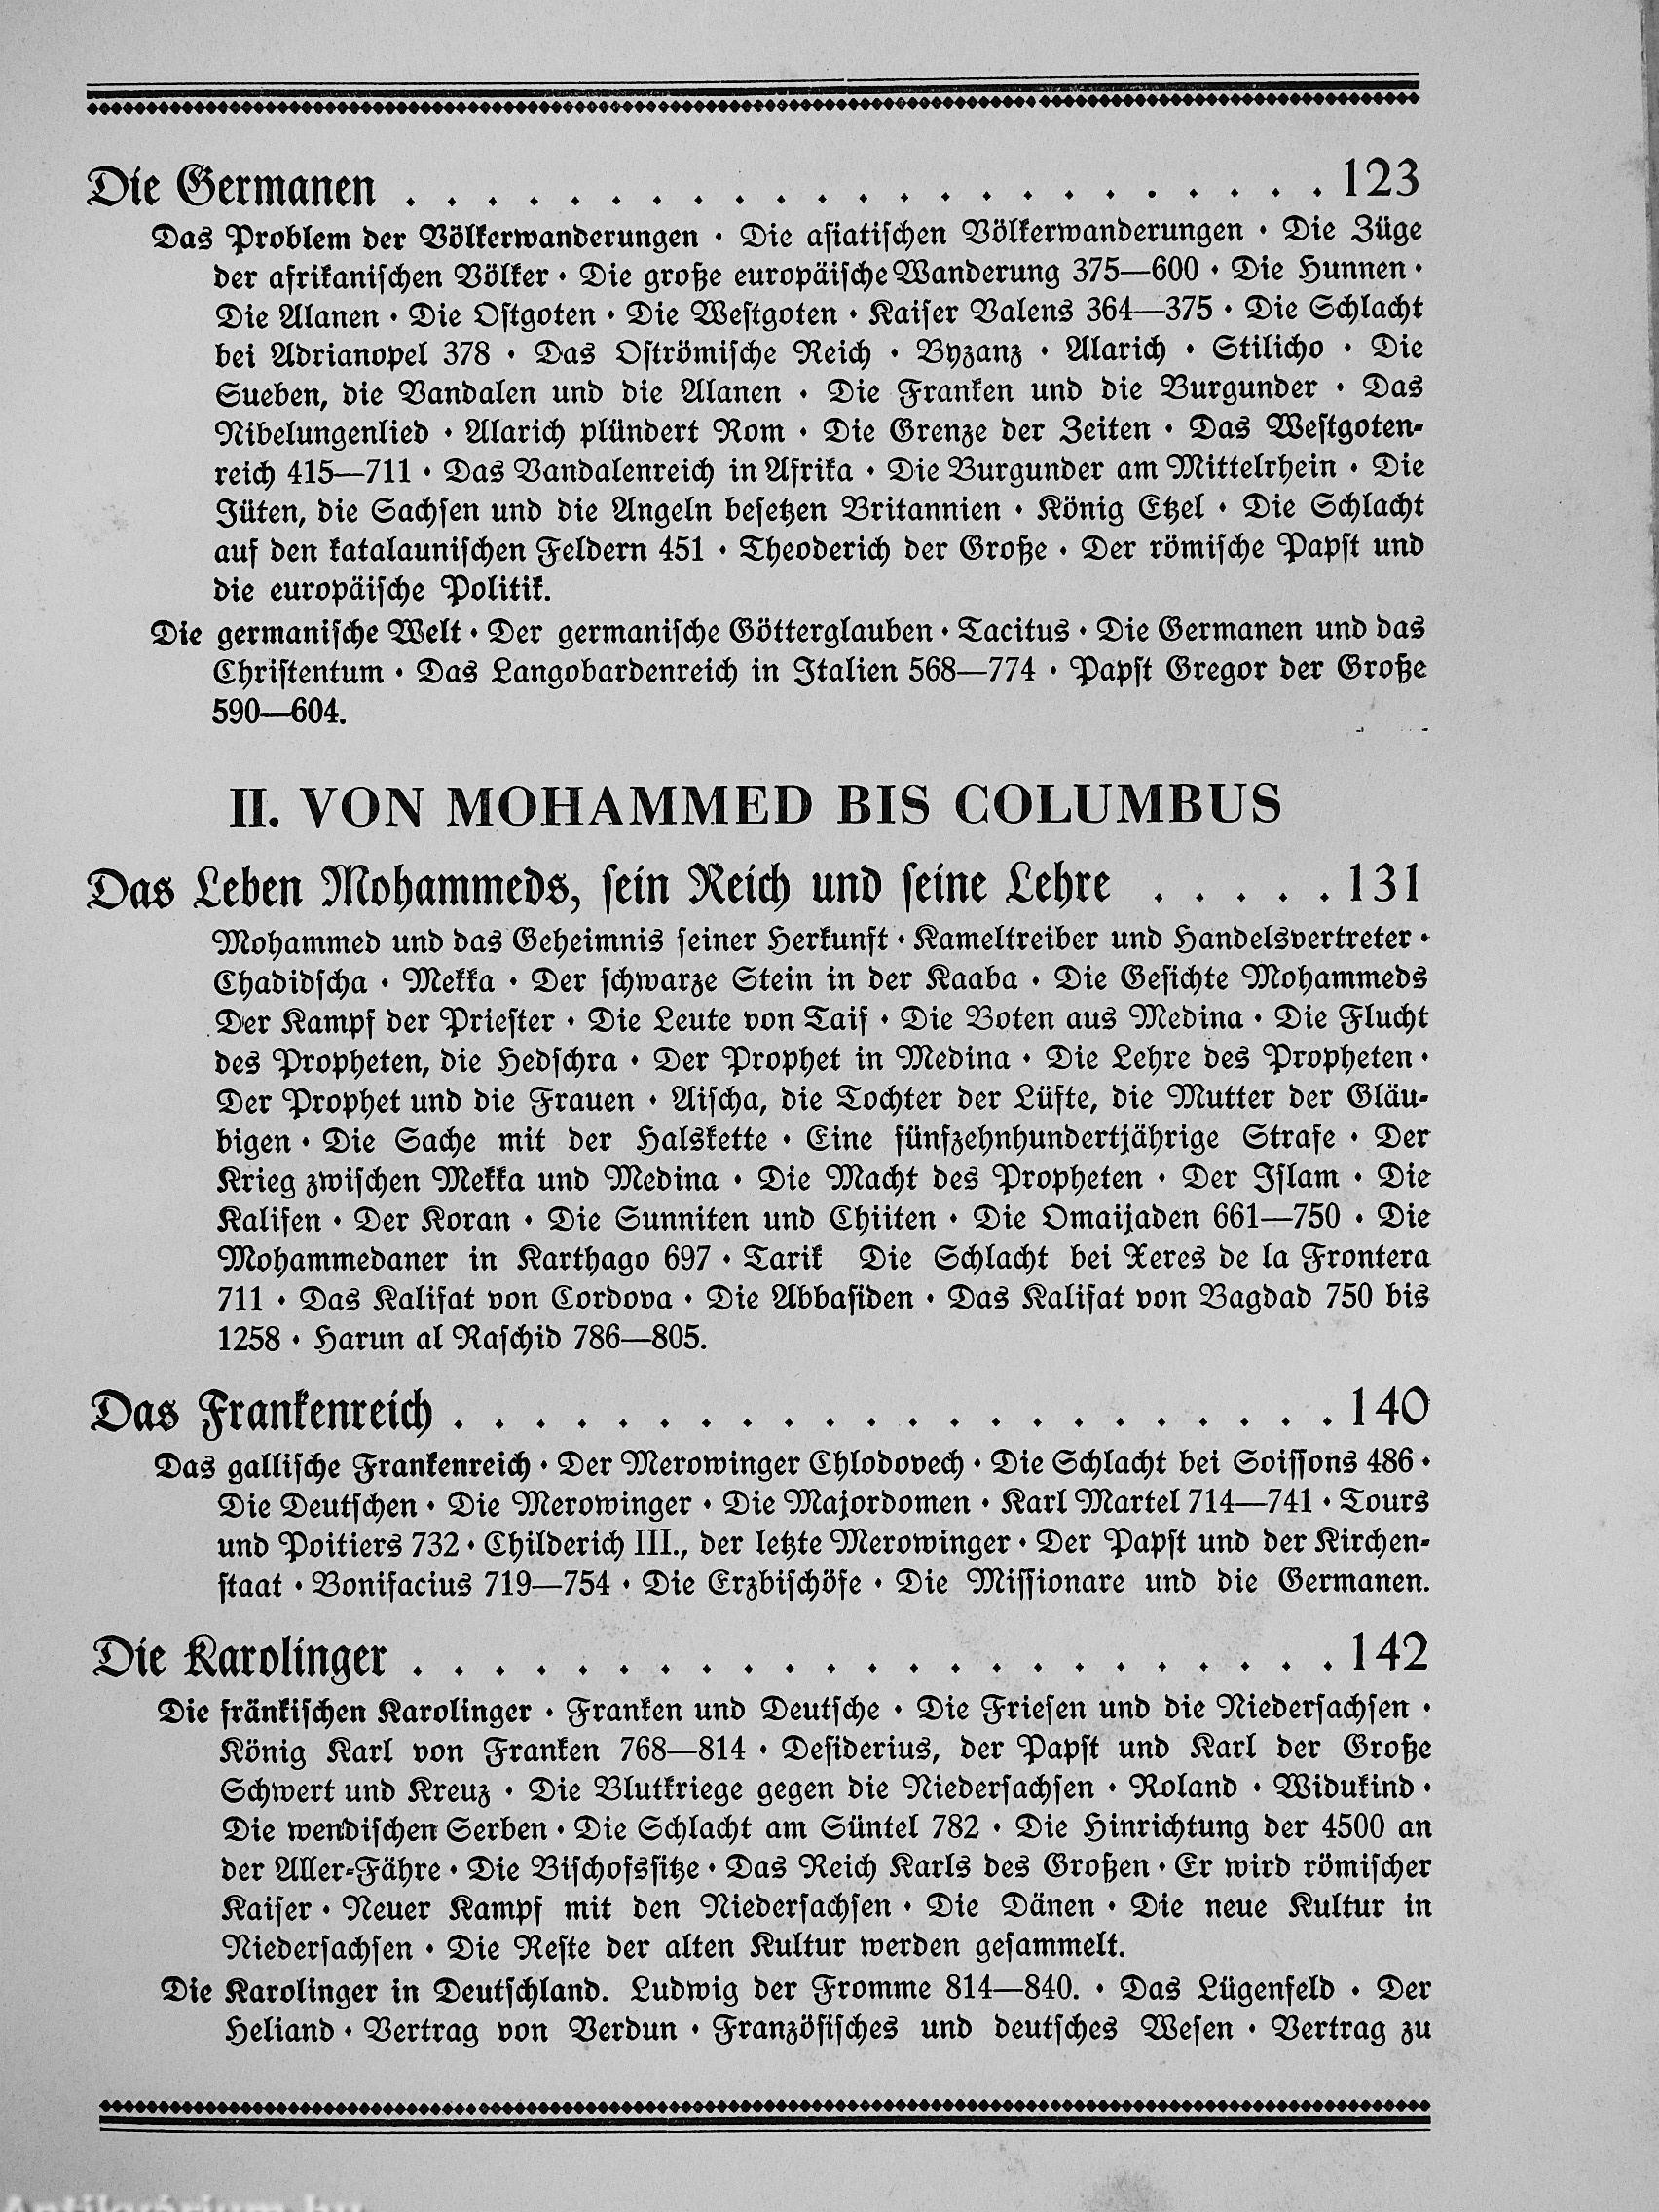 Die Germanen . . . . . . . . . . . . . . . . . . . . . . . 123
Das Problem der Völkerwanderungen · Die asiatischen Völkerwanderungen · Die Züge
der afrikanischen Völker · Die große europäische Wanderung 375—600 · Die Hunnen ·
Die Alanen · Die Ostgoten · Die Westgoten · Kaiser Valens 364—375 · Die Schlacht
bei Adrianopel 378 · Das Oströmische Reich · Byzanz · Alarich · Stilicho · Die
Sueben, die Vandalen und die Alanen · Die Franken und die Burgunder · Das
Nibelungenlied · Alarich plündert Rom · Die Grenze der Zeiten · Das Westgoten-
reich 415—711 · Das Vandalenreich in Afrika · Die Burgunder am Mittelrhein · Die
Jüten, die Sachsen und die Angeln besetzen Britannien · König Etzel · Die Schlacht
auf den katalaunischen Feldern 451 · Theoderich der Große · Der römische Papst und
die europäische Politik.
Die germanische Welt · Der germanische Götterglauben · Tacitus · Die Germanen und das
Christentum · Das Langobardenreich in Italien 568—774 · Papst Gregor der Große
590—604.
II. VON MOHAMMED BIS COLUMBUS
Das Leben Mohammeds, sein Reich und seine Lehre . . . . . 131
Mohammed und das Geheimnis seiner Herkunft · Kameltreiber und Handelsvertreter ·
Chadidscha · Mekka · Der schwarze Stein in der Kaaba · Die Gesichte Mohammeds
Der Kampf der Priester · Die Leute von Taif · Die Boten aus Medina · Die Flucht
des Propheten, die Hedschra · Der Prophet in Medina · Die Lehre des Propheten ·
Der Prophet und die Frauen · Aischa, die Tochter der Lüfte, die Mutter der Gläu-
bigen · Die Sache mit der Halskette · Eine fünfzehnhundertjährige Strafe · Der
Krieg zwischen Mekka und Medina · Die Macht des Propheten · Der Islam · Die
Kalifen · Der Koran · Die Sunniten und Chiiten · Die Omaijaden 661—750 · Die
Mohammedaner in Karthago 697 · Tarik Die Schlacht bei Xeres de la Frontera
711 · Das Kalifat von Cordova · Die Abbasiden · Das Kalifat von Bagdad 750 bis
1258 · Harun al Raschid 786—805.
Das Frankenreich . . . . . . . . . . . . . . . . . . . . . . 140
Das gallische Frankenreich · Der Merowinger Chlodovech · Die Schlacht bei Soissons 486 ·
Die Deutschen · Die Merowinger · Die Majordomen · Karl Martel 714—741 · Tours
und Poitiers 732 · Childerich III., der letzte Merowinger · Der Papst und der Kirchen-
staat · Bonifacius 719—754 · Die Erzbischöfe · Die Missionare und die Germanen.
Die Karolinger . . . . . . . . . . . . . . . . . . . . . . . 142
Die fränkischen Karolinger · Franken und Deutsche · Die Friesen und die Niedersachsen ·
König Karl von Franken 768—814 · Desiderius, der Papst und Karl der Große
Schwert und Kreuz · Die Blutkriege gegen die Niedersachsen · Roland · Widukind ·
Die wendischen Serben · Die Schlacht am Süntel 782 · Die Hinrichtung der 4500 an
der Aller-Fähre · Die Bischofssitze · Das Reich Karls des Großen · Er wird römischer
Kaiser · Neuer Kampf mit den Niedersachsen · Die Dänen · Die neue Kultur in
Niedersachsen · Die Reste der alten Kultur werden gesammelt.
Die Karolinger in Deutschland. Ludwig der Fromme 814—840. · Das Lügenfeld · Der
Heliand · Vertrag von Verdun · Französisches und deutsches Wesen · Vertrag zu